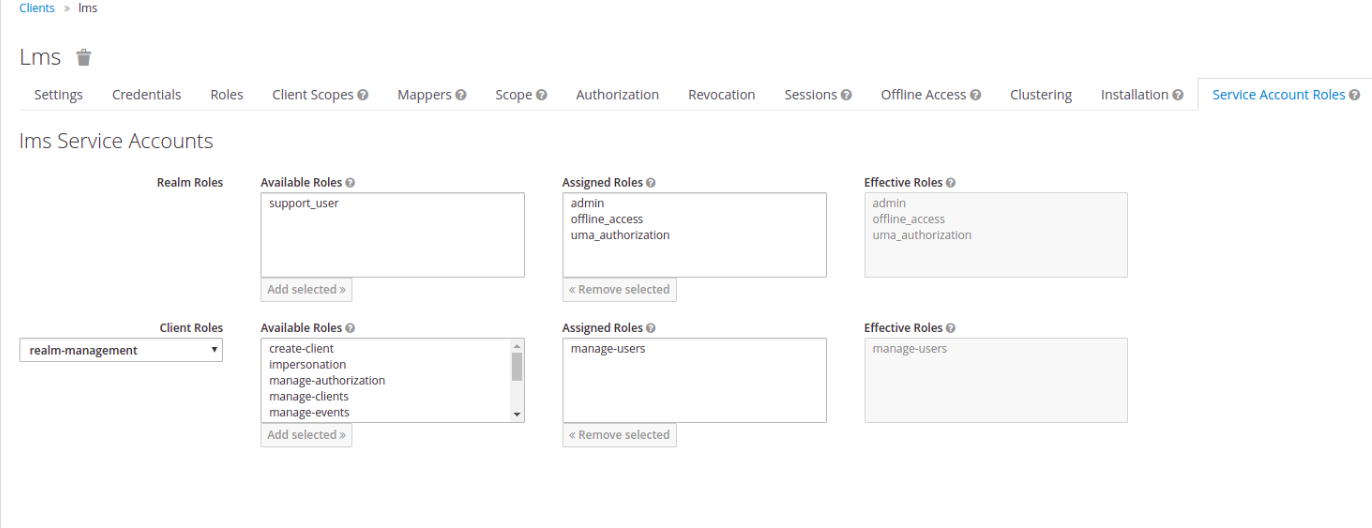 Clients » lms
Lms
Settings Credentials Roles Client Scopes Mappers Scope Authorization Revocation Sessions Offline Access Clustering Installation Service Account Roles
lms Service Accounts
Realm Roles Available Roles Assigned Roles Effective Roles
support_user admin admin
offline_access offline_access
uma_authorization uma_authorization
Add selected » « Remove selected
Client Roles Available Roles Assigned Roles Effective Roles
realm-management create-client manage-users manage-users
impersonation
manage-authorization
manage-clients
manage-events
Add selected » « Remove selected